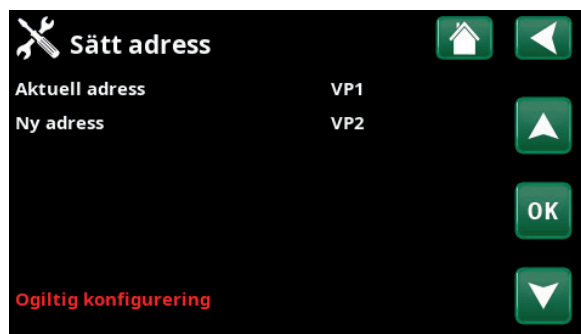 Sätt adress
Aktuell adress VP1
Ny adress VP2
OK
Ogiltig konfigurering